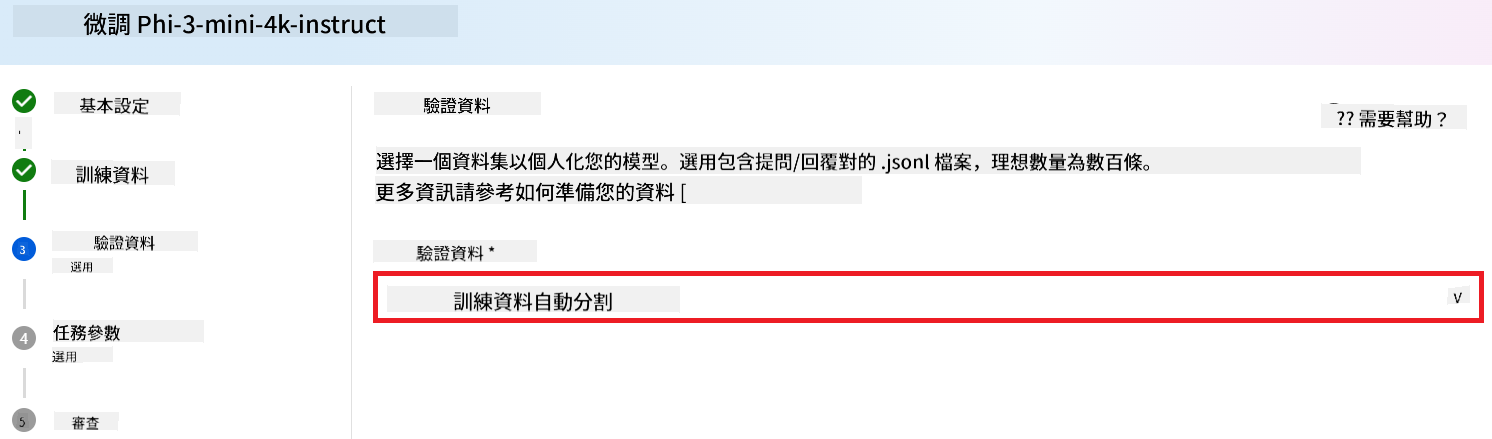 微調 Phi-3-mini-4k-instruct
基本設定
訓練資料
3
驗證資料
選用
4
任務參數
選用
5
審查
驗證資料
?? 需要幫助？
選擇一個資料集以個人化您的模型。選用包含提問/回覆對的 .jsonl 檔案，理想數量為數百條。
更多資訊請參考如何準備您的資料 [
驗證資料 *
訓練資料自動分割
V